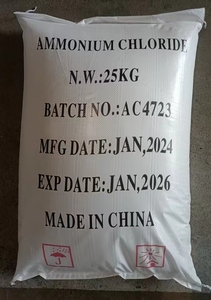 AMMONIUM CHLORIDE
N.W.:25KG
BATCH NO.:AC4723
MFG DATE:JAN,2024
EXP DATE:JAN,2026
MADE IN CHINA